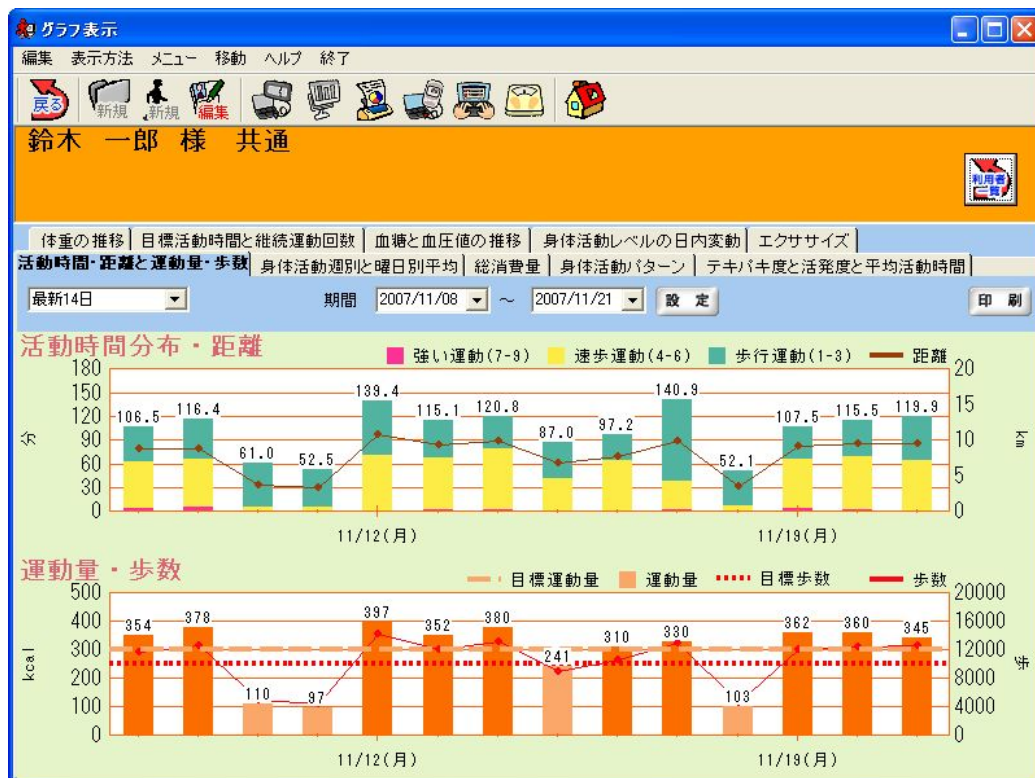 グラフ表示
編集 表示方法 メニュー 移動 ヘルプ 終了
戻る 新規 新規 編集
鈴木 一郎 様 共通
利用者一覧
体重の推移 目標活動時間と継続運動回数 血糖と血圧値の推移 身体活動レベルの日内変動 エクササイズ
活動時間・距離と運動量・歩数 身体活動週別と曜日別平均 総消費量 身体活動パターン テキパキ度と活発度と平均活動時間
最新14日 期間 2007/11/08 ～ 2007/11/21 設定 印刷
活動時間分布・距離
強い運動(7-9) 速歩運動(4-6) 歩行運動(1-3) 距離
分
180
150
120
90
60
30
0
106.5 116.4 61.0 52.5 139.4 115.1 120.8 87.0 97.2 140.9 52.1 107.5 115.5 119.9
20
15
10
5
0
km
11/12(月) 11/19(月)
運動量・歩数
目標運動量 運動量 目標歩数 歩数
kcal
500
400
300
200
100
0
354 378 110 97 397 352 380 241 310 330 103 362 360 345
20000
16000
12000
8000
4000
0
歩
11/12(月) 11/19(月)